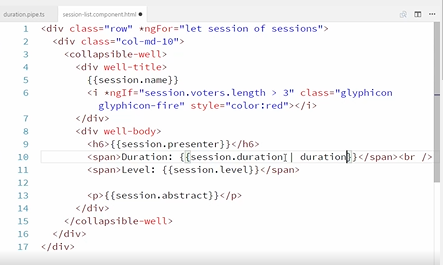 duration.pipe.ts session-list.component.html
1 <div class="row" *ngFor="let session of sessions">
2 <div class="col-md-10">
3 <collapsible-well>
4 <div well-title>
5 {{session.name}}
6 <i *ngIf="session.voters.length > 3" class="glyphicon
glyphicon-fire" style="color:red"></i>
7 </div>
8 <div well-body>
9 <h6>{{session.presenter}}</h6>
10 <span>Duration: {{session.duration | duration}}</span><br />
11 <span>Level: {{session.level}}</span>
12
13 <p>{{session.abstract}}</p>
14 </div>
15 </collapsible-well>
16 </div>
17 </div>